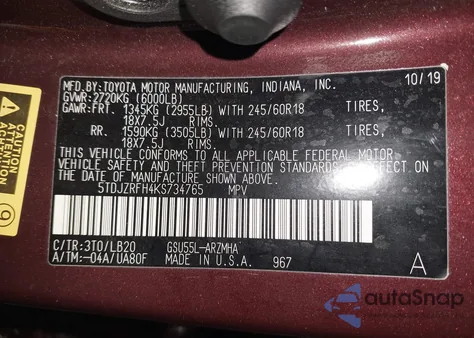 MFD.BY:TOYOTA MOTOR MANUFACTURING, INDIANA, INC. 10/19
GVWR:2720KG (6000LB)
GAWR:FRT. 1345KG (2955LB) WITH 245/60R18 TIRES,
18X7.5J RIMS
RR. 1590KG (3505LB) WITH 245/60R18 TIRES,
18X7.5J RIMS
THIS VEHICLE CONFORMS TO ALL APPLICABLE FEDERAL MOTOR
VEHICLE SAFETY AND THEFT PREVENTION STANDARDS IN EFFECT
ON THE DATE OF MANUFACTURE SHOWN ABOVE.
5TDJZRFH4KS734765 MPV
C/TR:3T0/LB20 GSU55L-ARZMHA
A/TM:-04A/UA80F MADE IN U.S.A. 967 A
CAUTION
autoSnap